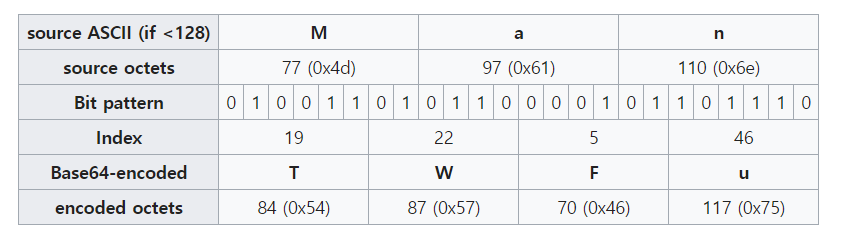 source ASCII (if <128) M a n
source octets 77 (0x4d) 97 (0x61) 110 (0x6e)
Bit pattern 0 1 0 0 1 1 0 1 0 1 1 0 0 0 0 1 0 1 1 0 1 1 1 0
Index 19 22 5 46
Base64-encoded T W F u
encoded octets 84 (0x54) 87 (0x57) 70 (0x46) 117 (0x75)